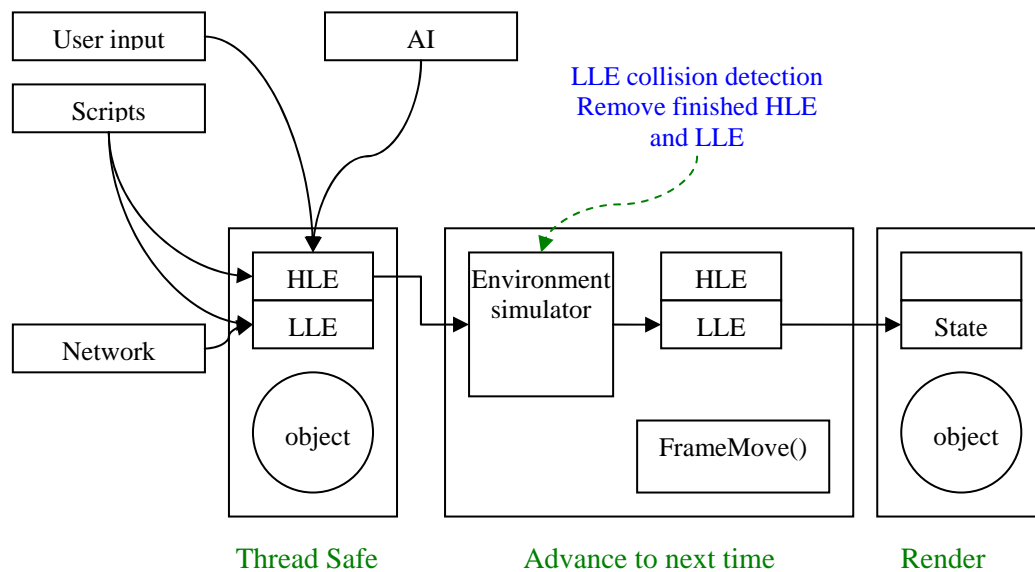 User input
AI
Scripts
LLE collision detection
Remove finished HLE
and LLE
HLE
LLE
Network
object
Environment
simulator
HLE
LLE
FrameMove()
State
object
Thread Safe
Advance to next time
Render